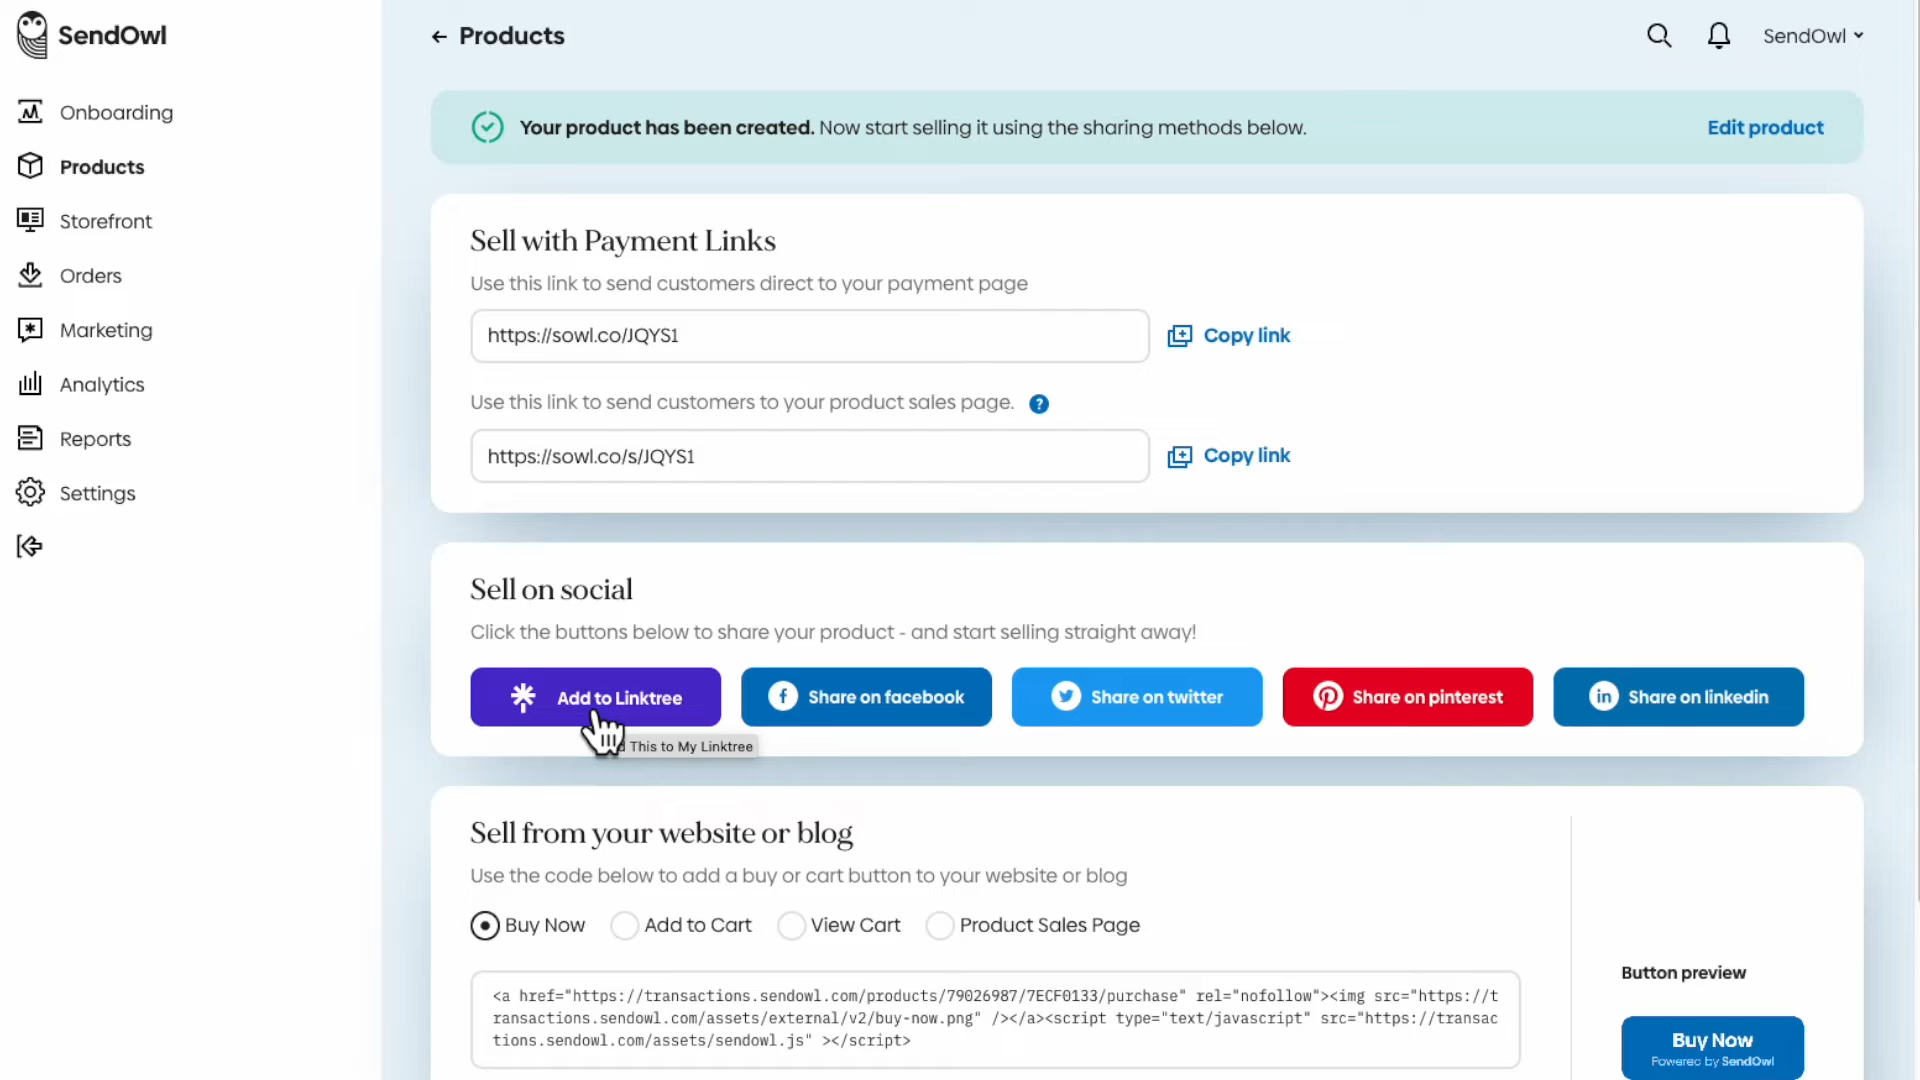 SendOwl
Onboarding
Products
Storefront
Orders
Marketing
Analytics
Reports
Settings
← Products
SendOwl
Your product has been created. Now start selling it using the sharing methods below.
Edit product
Sell with Payment Links
Use this link to send customers direct to your payment page
https://sowl.co/JQYS1
Copy link
Use this link to send customers to your product sales page. ?
https://sowl.co/s/JQYS1
Copy link
Sell on social
Click the buttons below to share your product - and start selling straight away!
Add to Linktree
Share on facebook
Share on twitter
Share on pinterest
Share on linkedin
This to My Linktree
Sell from your website or blog
Use the code below to add a buy or cart button to your website or blog
Buy Now
Add to Cart
View Cart
Product Sales Page
<a href="https://transactions.sendowl.com/products/79026987/7ECF0133/purchase" rel="nofollow"><img src="https://t
ransactions.sendowl.com/assets/external/v2/buy-now.png" /></a><script type="text/javascript" src="https://transac
tions.sendowl.com/assets/sendowl.js" ></script>
Button preview
Buy Now
Powered by SendOwl